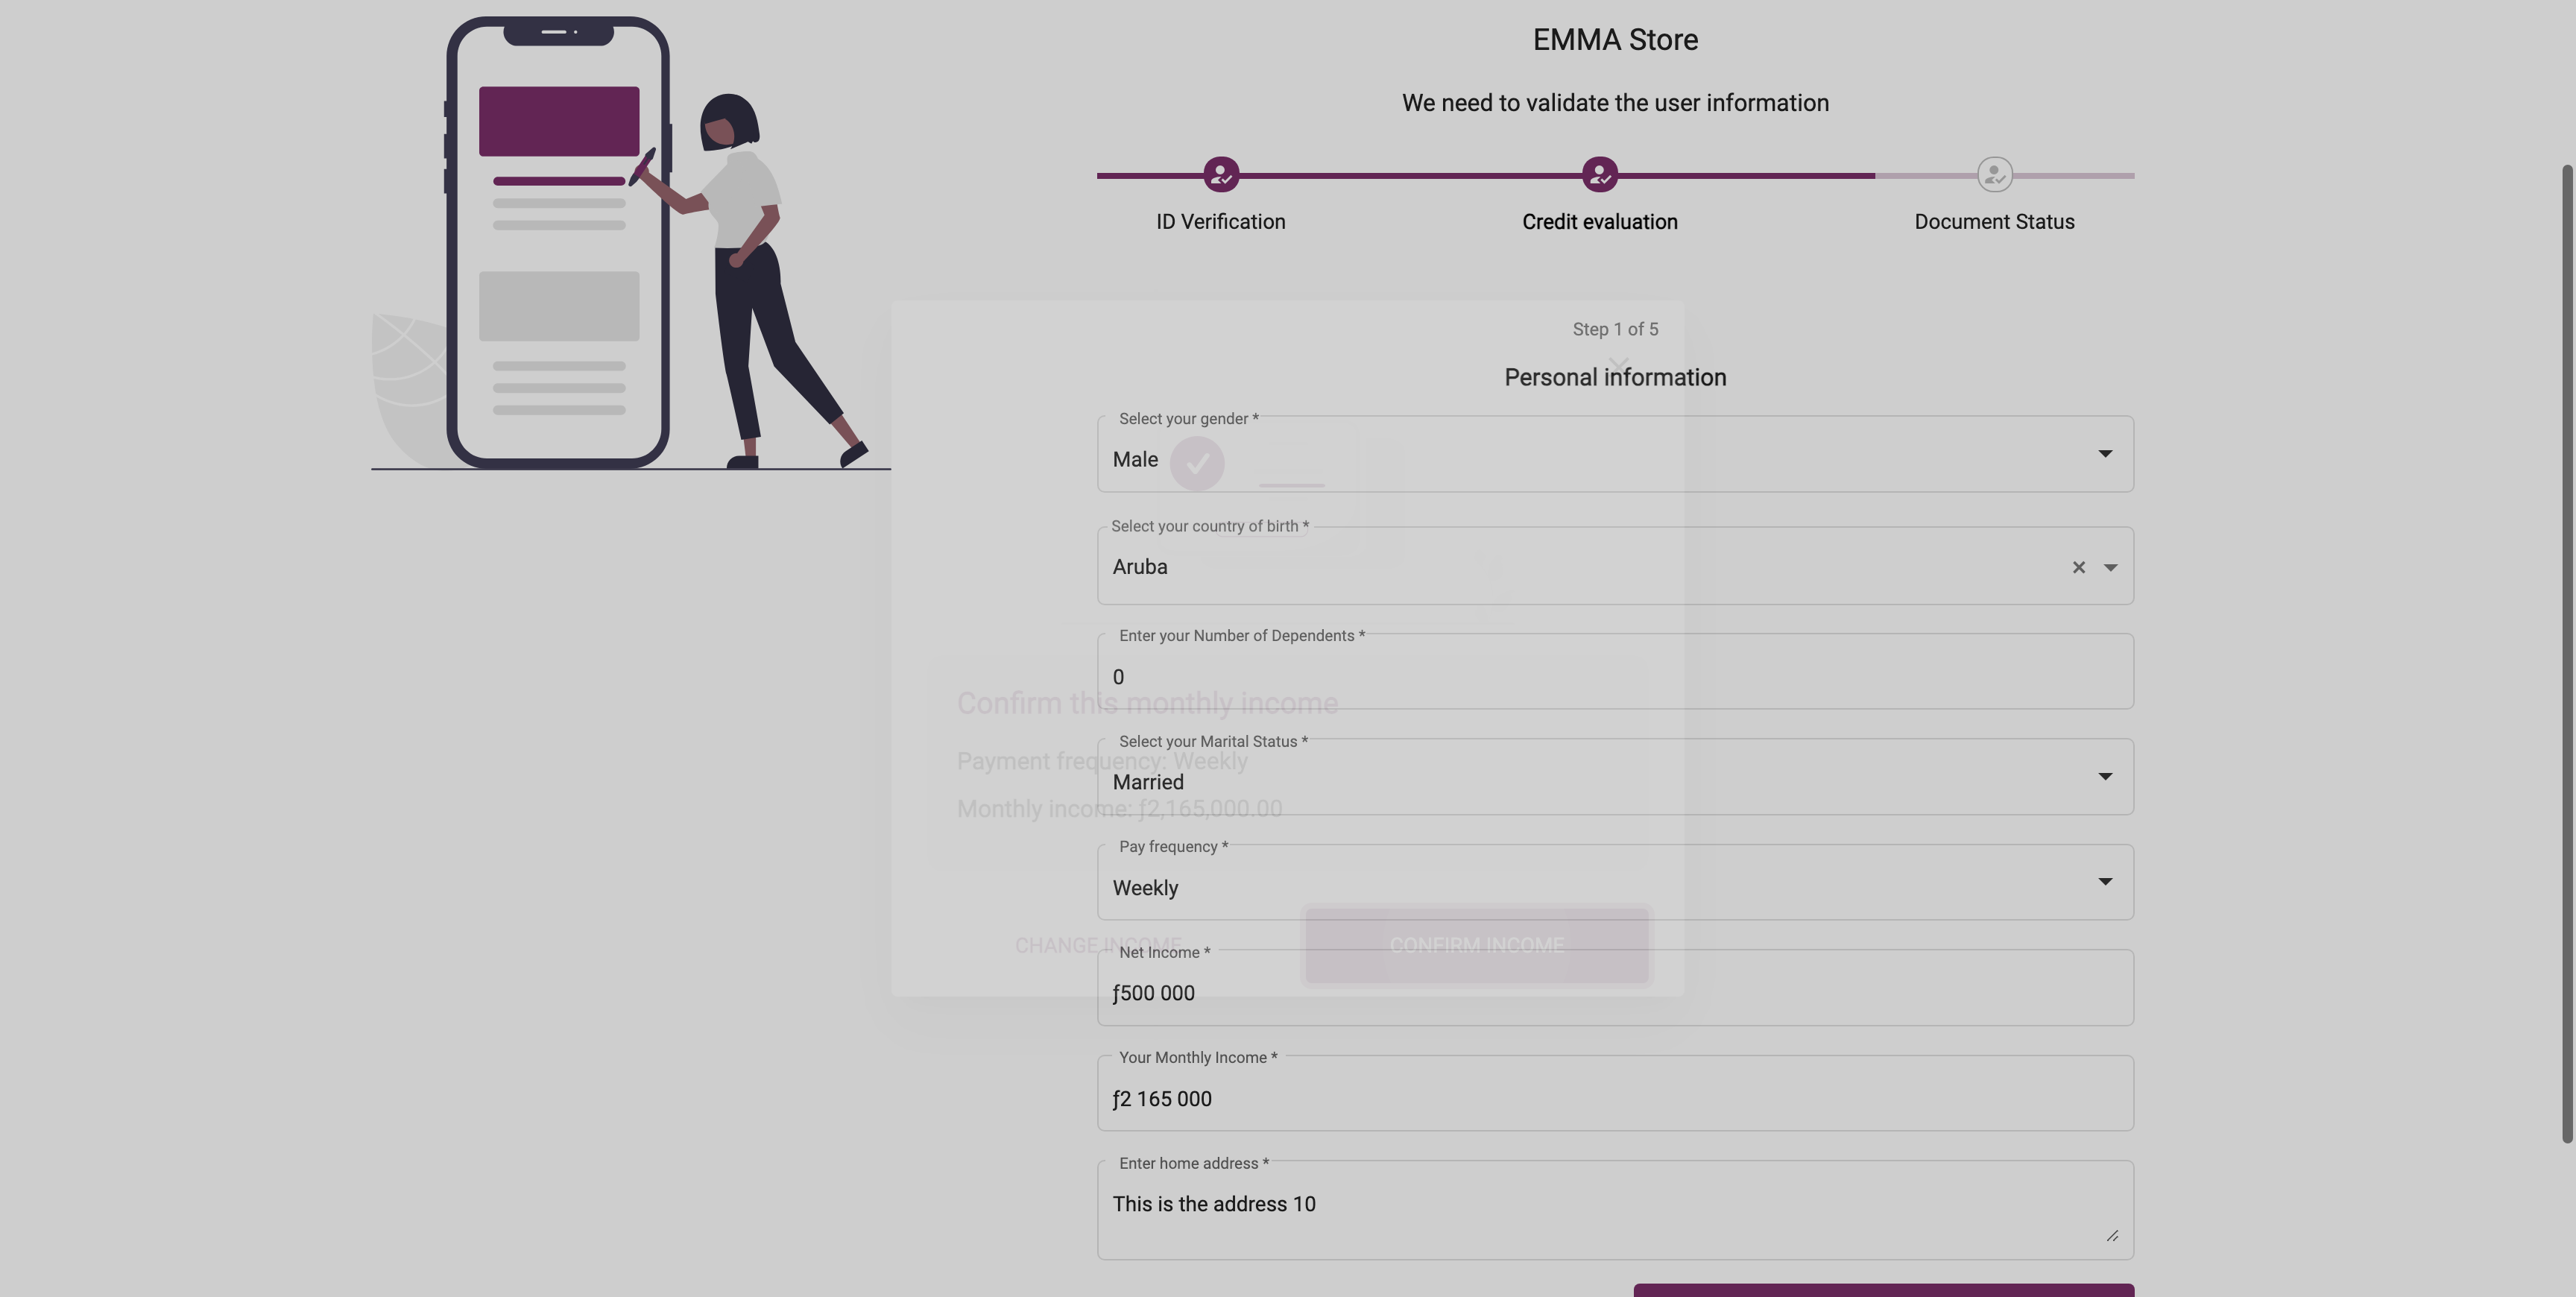 EMMA Store
We need to validate the user information
ID Verification
Credit evaluation
Document Status
Step 1 of 5
Personal information
Select your gender *
Male
Select your country of birth *
Aruba
Enter your Number of Dependents *
0
Confirm this monthly income
Select your Marital Status *
Payment frequency: Weekly
Married
Monthly income: ƒ2,165,000.00
Pay frequency *
Weekly
CHANGE INCOME
CONFIRM INCOME
Net Income *
ƒ500 000
Your Monthly Income *
ƒ2 165 000
Enter home address *
This is the address 10